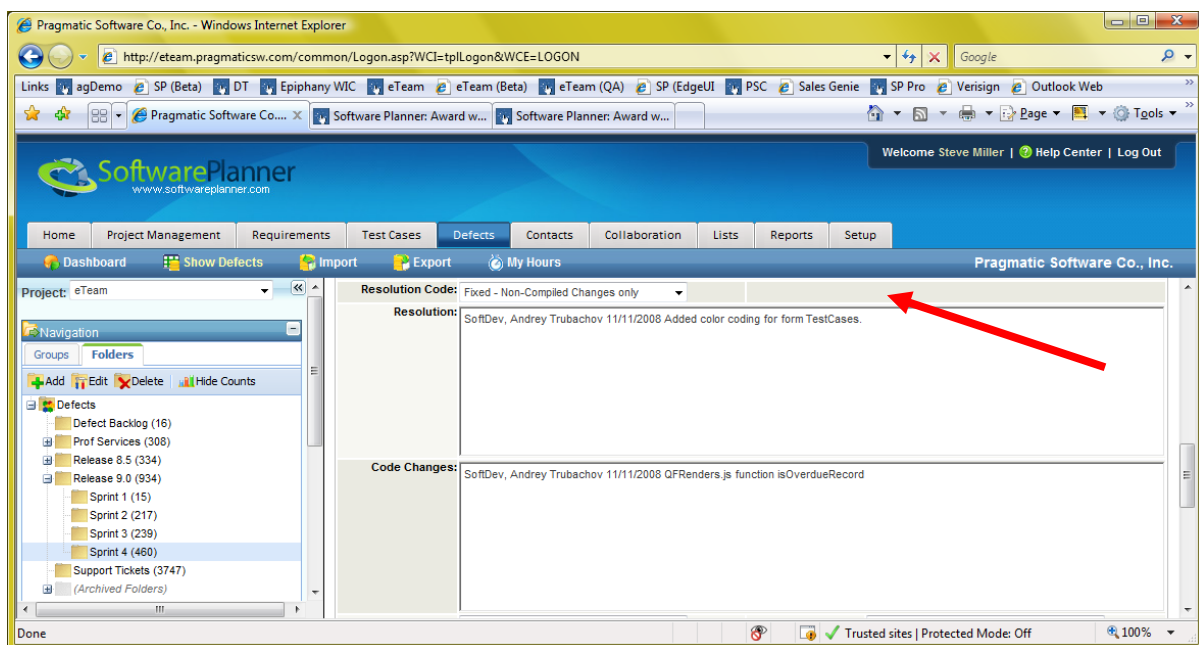 Pragmatic Software Co., Inc. - Windows Internet Explorer
http://eteam.pragmaticsw.com/common/Logon.asp?WCI=tplLogon&WCE=LOGON
Google
Links agDemo SP (Beta) DT Epiphany WIC eTeam eTeam (Beta) eTeam (QA) SP (EdgeUI PSC Sales Genie SP Pro Verisign Outlook Web
Pragmatic Software Co.... Software Planner: Award w... Software Planner: Award w... Page Tools
Welcome Steve Miller | Help Center | Log Out
SoftwarePlanner
www.softwareplanner.com
Home Project Management Requirements Test Cases Defects Contacts Collaboration Lists Reports Setup
Dashboard Show Defects Import Export My Hours Pragmatic Software Co., Inc.
Project: eTeam
Navigation
Groups Folders
Add Edit Delete Hide Counts
Defects
Defect Backlog (16)
Prof Services (308)
Release 8.5 (334)
Release 9.0 (934)
Sprint 1 (15)
Sprint 2 (217)
Sprint 3 (239)
Sprint 4 (460)
Support Tickets (3747)
(Archived Folders)
Resolution Code: Fixed - Non-Compiled Changes only
Resolution: SoftDev, Andrey Trubachov 11/11/2008 Added color coding for form TestCases.
Code Changes: SoftDev, Andrey Trubachov 11/11/2008 QFRenders.js function isOverdueRecord
Done Trusted sites | Protected Mode: Off 100%